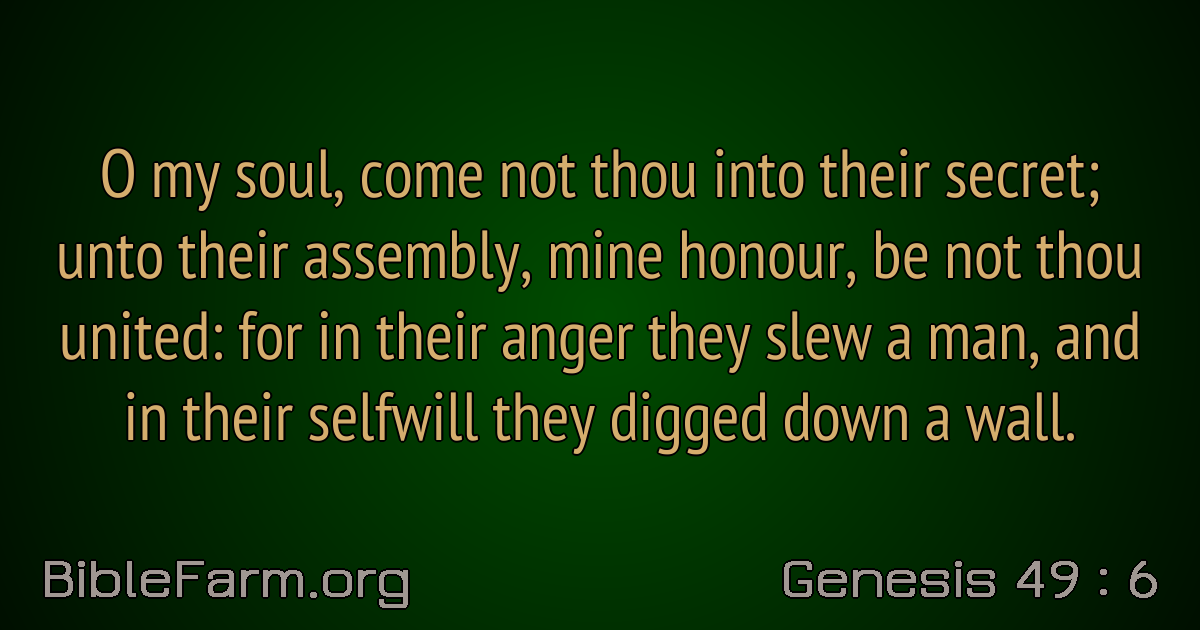 O my soul, come not thou into their secret;
unto their assembly, mine honour, be not thou
united: for in their anger they slew a man, and
in their selfwill they digged down a wall.
BibleFarm.org
Genesis 49 : 6